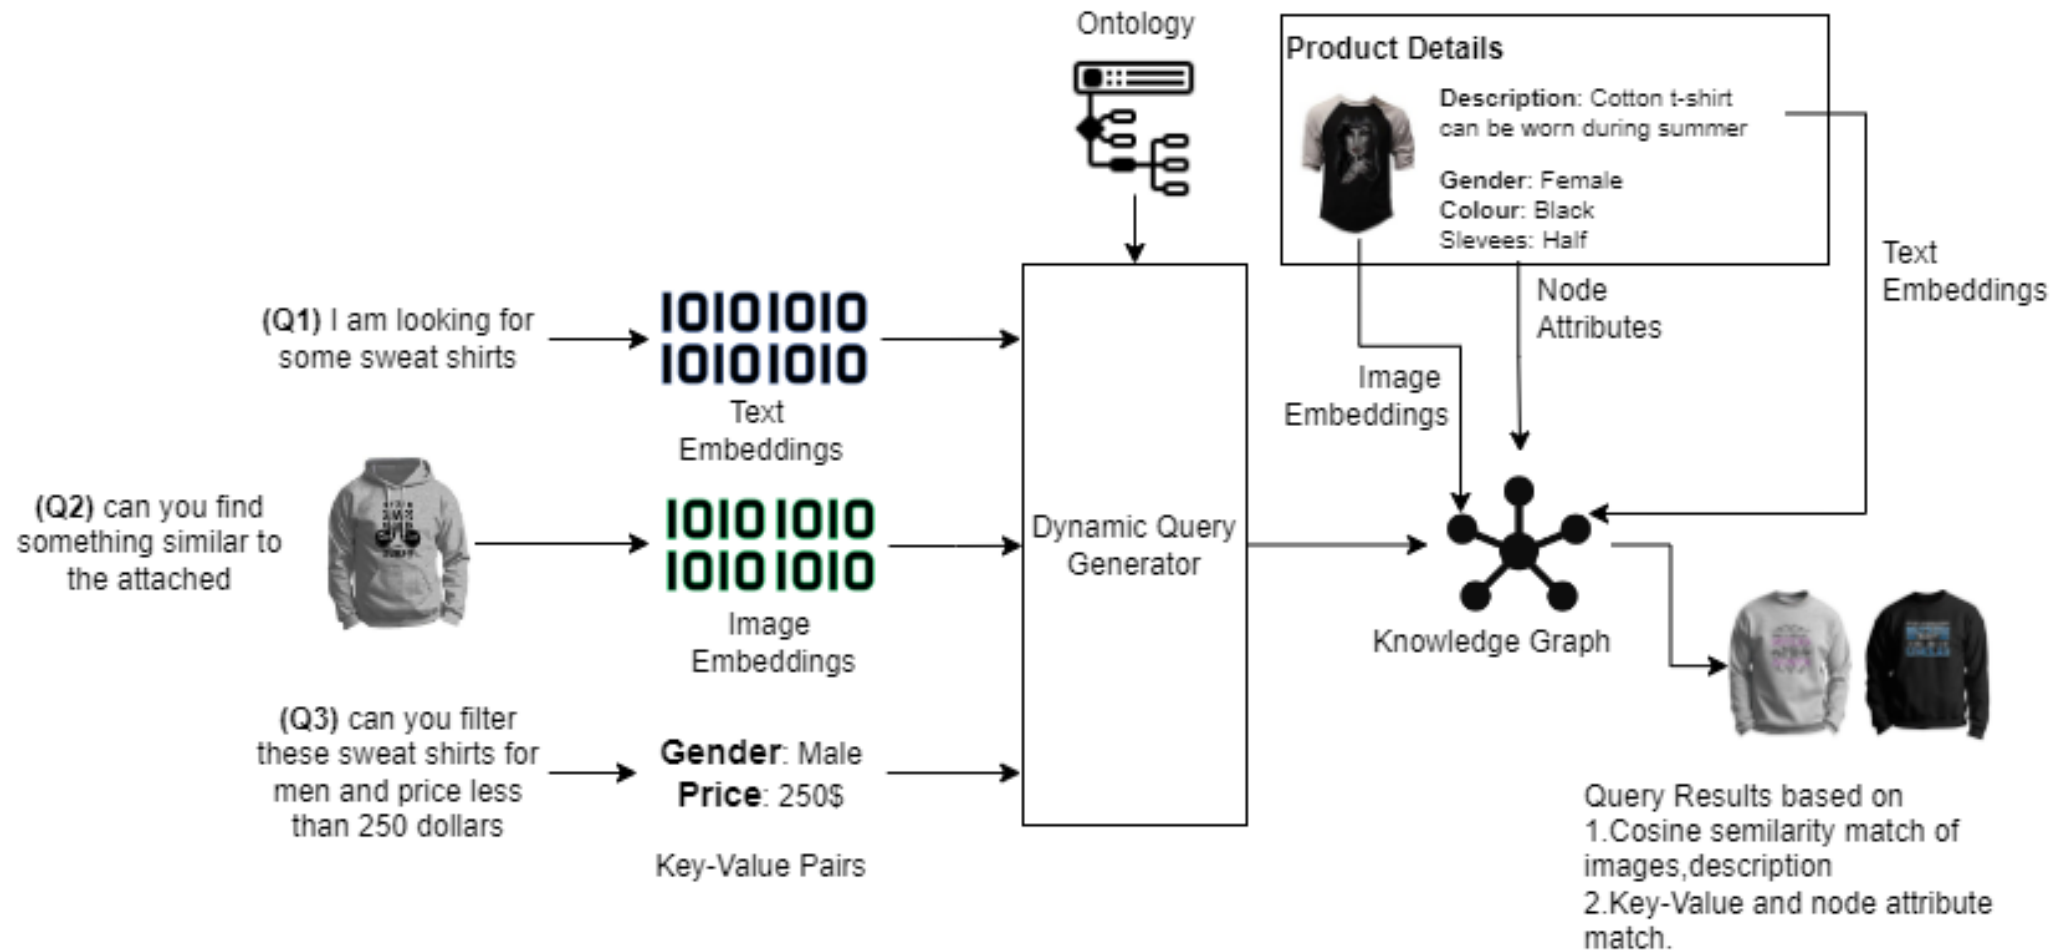 Ontology
Product Details
Description: Cotton t-shirt
can be worn during summer
Gender: Female
Colour: Black
Slevees: Half
Text
Embeddings
Node
Attributes
Image
Embeddings
(Q1) I am looking for
some sweat shirts
10101010
10101010
Text
Embeddings
(Q2) can you find
something similar to
the attached
10101010
10101010
Image
Embeddings
(Q3) can you filter
these sweat shirts for
men and price less
than 250 dollars
Gender: Male
Price: 250$
Key-Value Pairs
Dynamic Query
Generator
Knowledge Graph
Query Results based on
1.Cosine semilarity match of
images,description
2.Key-Value and node attribute
match.